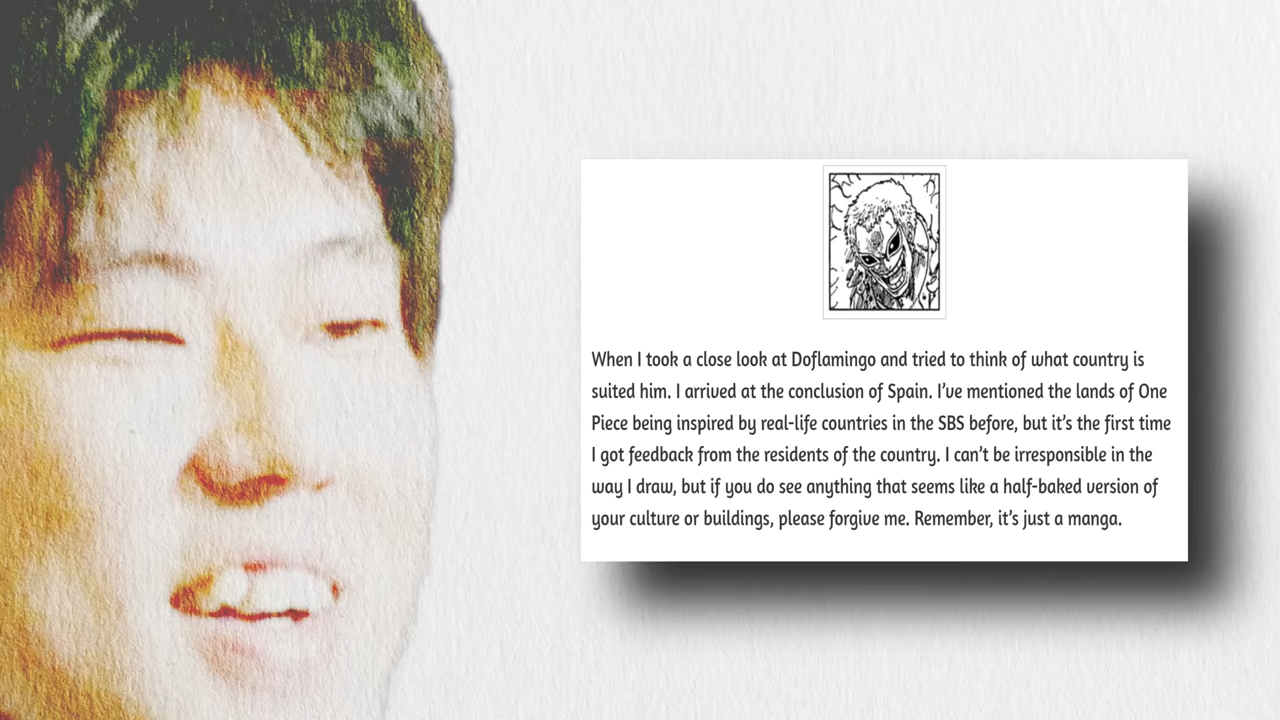 When I took a close look at Doflamingo and tried to think of what country is
suited him. I arrived at the conclusion of Spain. I've mentioned the lands of One
Piece being inspired by real-life countries in the SBS before, but it's the first time
I got feedback from the residents of the country. I can't be irresponsible in the
way I draw, but if you do see anything that seems like a half-baked version of
your culture or buildings, please forgive me. Remember, it's just a manga.